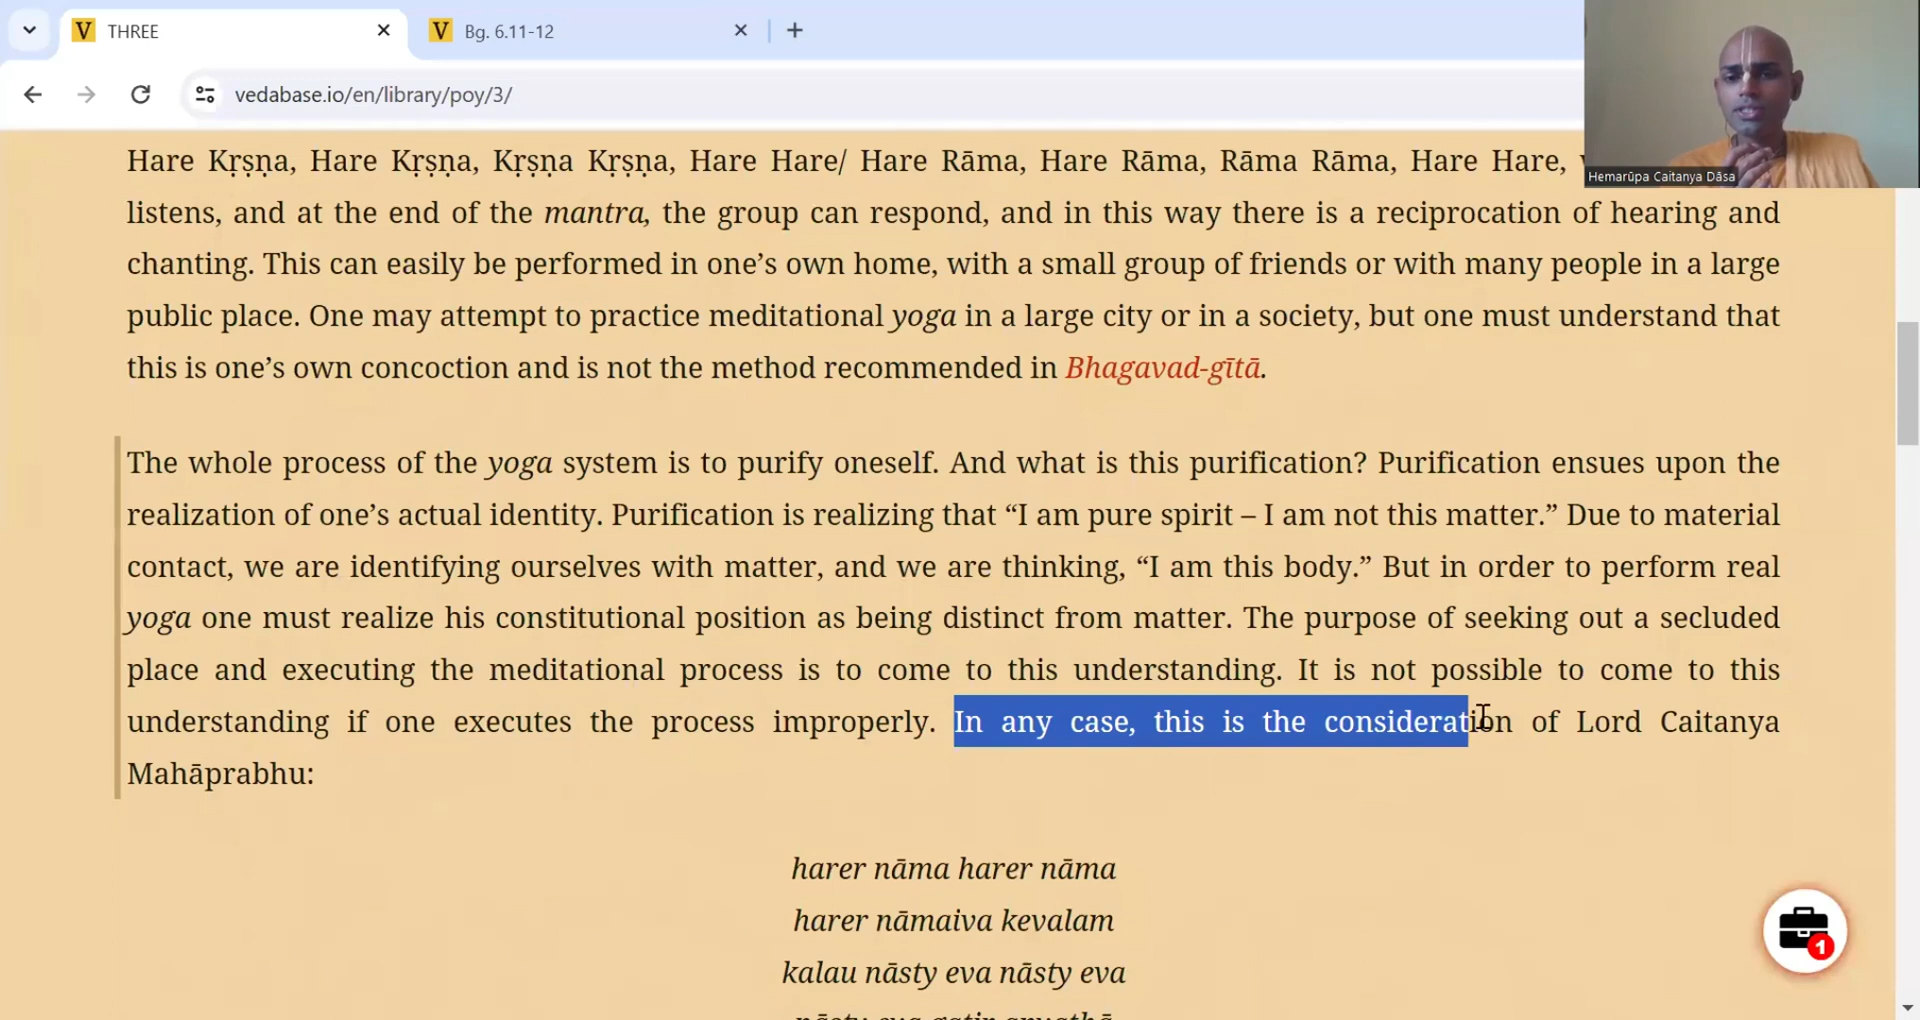 THREE
Bg. 6.11-12
vedabase.io/en/library/poy/3/
Hemarūpa Caitanya Dāsa
Hare Kṛṣṇa, Hare Kṛṣṇa, Kṛṣṇa Kṛṣṇa, Hare Hare/ Hare Rāma, Hare Rāma, Rāma Rāma, Hare Hare,
listens, and at the end of the mantra, the group can respond, and in this way there is a reciprocation of hearing and
chanting. This can easily be performed in one’s own home, with a small group of friends or with many people in a large
public place. One may attempt to practice meditational yoga in a large city or in a society, but one must understand that
this is one’s own concoction and is not the method recommended in Bhagavad-gītā.
The whole process of the yoga system is to purify oneself. And what is this purification? Purification ensues upon the
realization of one’s actual identity. Purification is realizing that “I am pure spirit – I am not this matter.” Due to material
contact, we are identifying ourselves with matter, and we are thinking, “I am this body.” But in order to perform real
yoga one must realize his constitutional position as being distinct from matter. The purpose of seeking out a secluded
place and executing the meditational process is to come to this understanding. It is not possible to come to this
understanding if one executes the process improperly. In any case, this is the consideration of Lord Caitanya
Mahāprabhu:
harer nāma harer nāma
harer nāmaiva kevalam
kalau nāsty eva nāsty eva
nāsty eva gatir anyathā
1